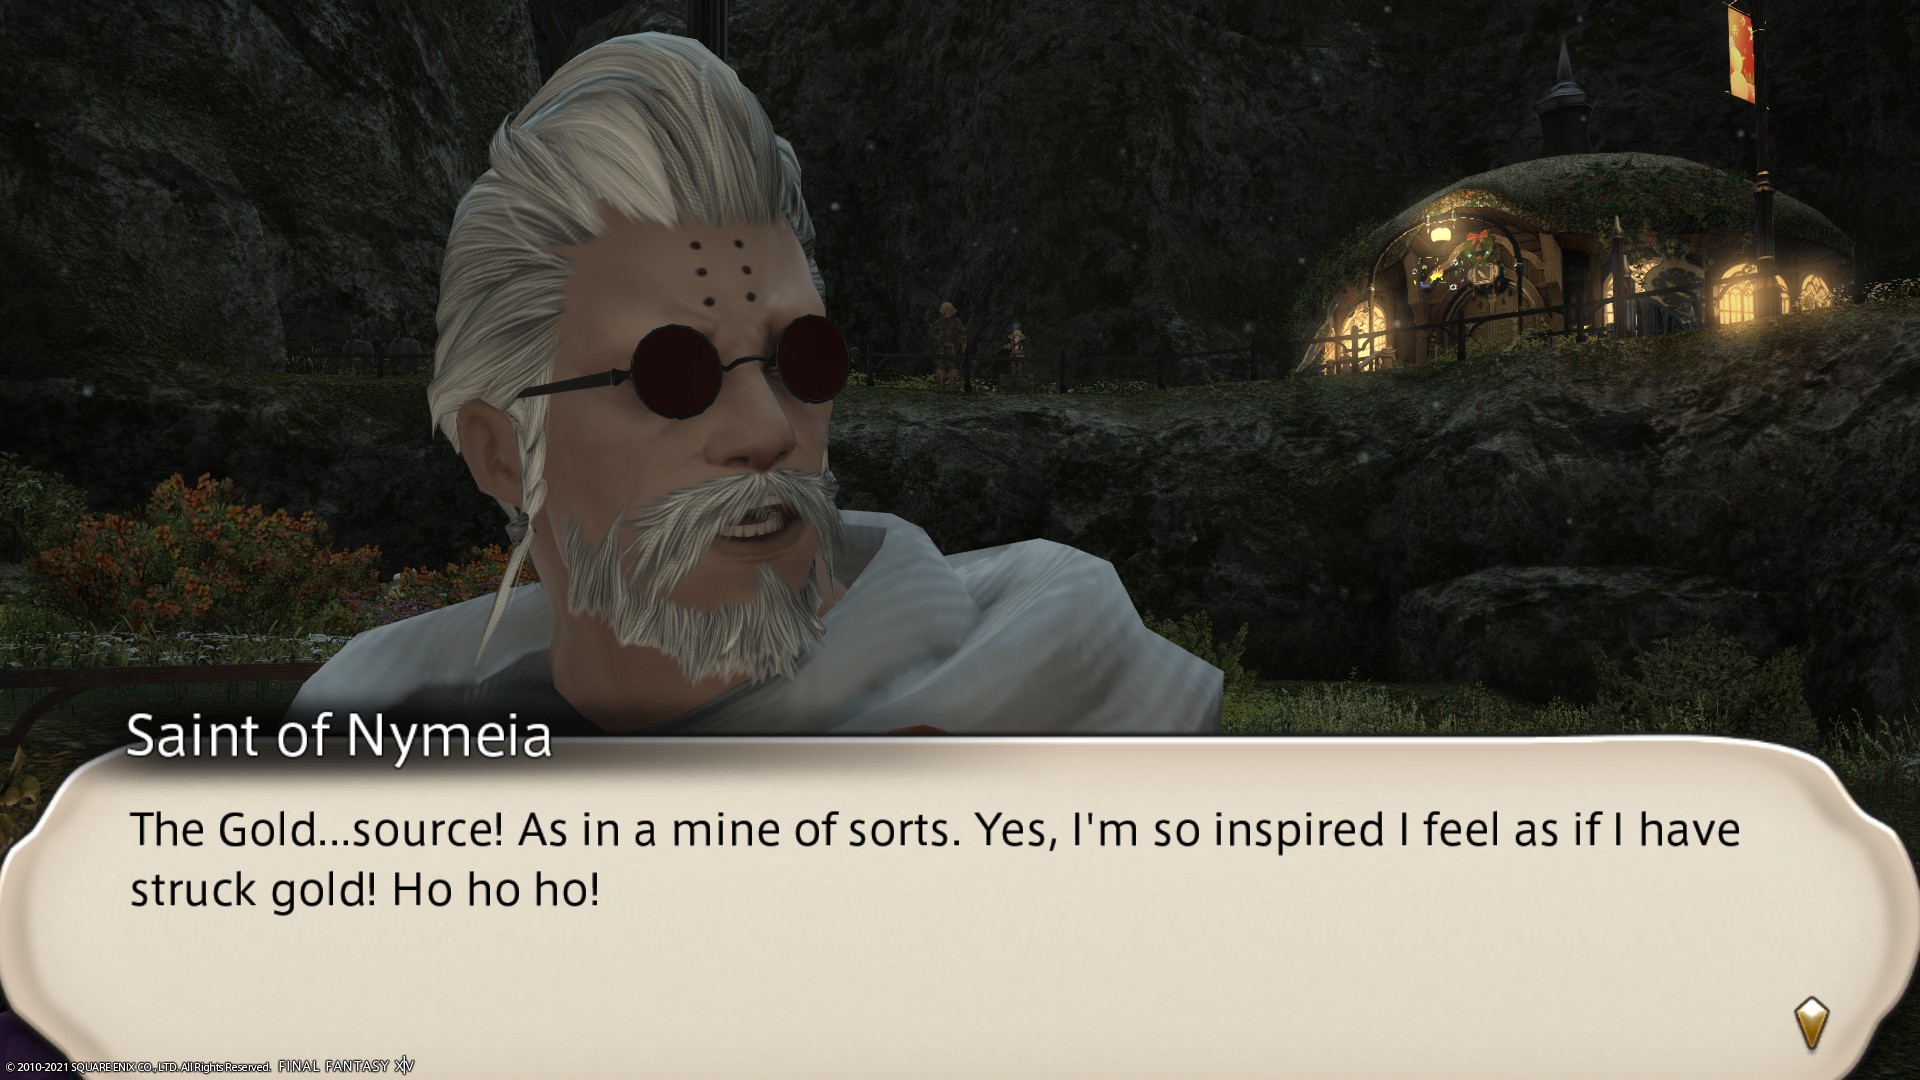 Saint of Nymeia
The Gold...source! As in a mine of sorts. Yes, I'm so inspired I feel as if I have
struck gold! Ho ho ho!
© 2010-2021 SQUARE ENIX CO., LTD. All Rights Reserved. FINAL FANTASY XIV